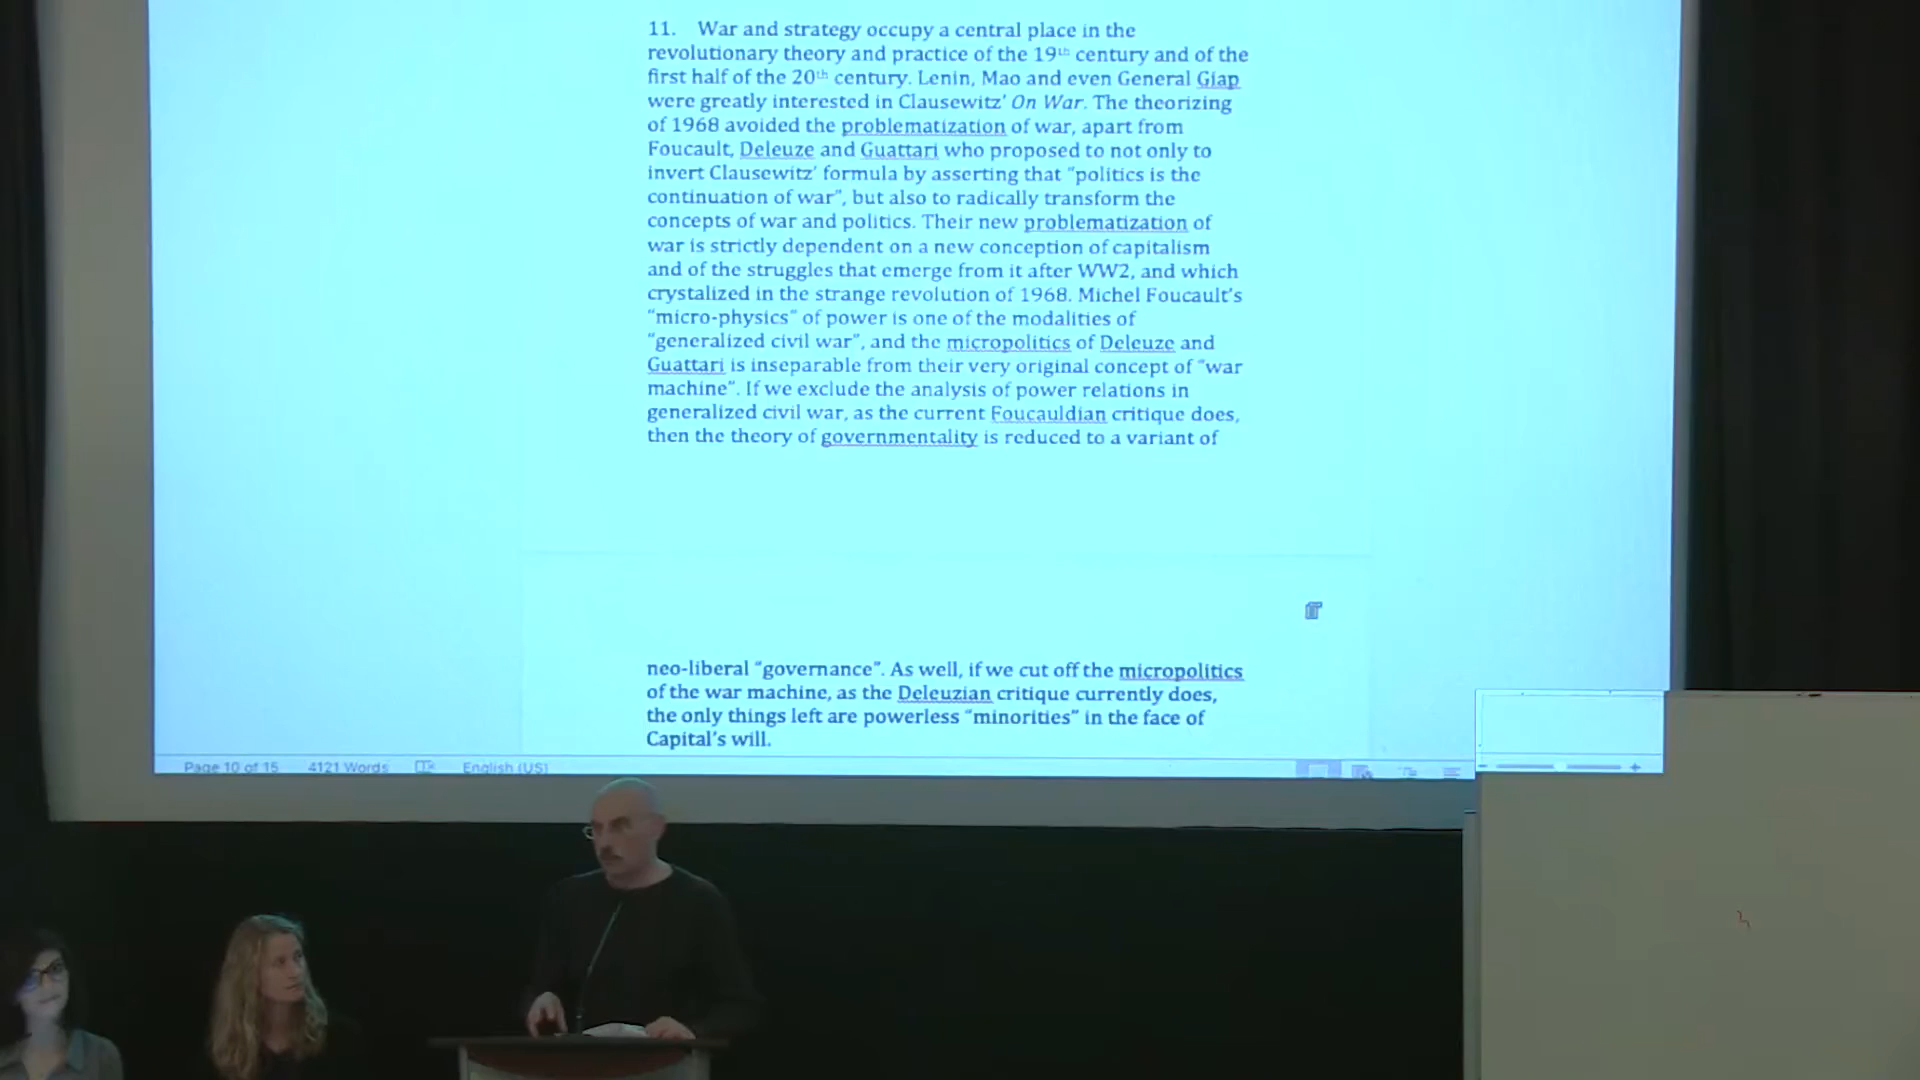 11. War and strategy occupy a central place in the
revolutionary theory and practice of the 19th century and of the
first half of the 20th century. Lenin, Mao and even General Giap
were greatly interested in Clausewitz' On War. The theorizing
of 1968 avoided the problematization of war, apart from
Foucault, Deleuze and Guattari who proposed to not only to
invert Clausewitz' formula by asserting that "politics is the
continuation of war", but also to radically transform the
concepts of war and politics. Their new problematization of
war is strictly dependent on a new conception of capitalism
and of the struggles that emerge from it after WW2, and which
crystalized in the strange revolution of 1968. Michel Foucault's
"micro-physics" of power is one of the modalities of
"generalized civil war", and the micropolitics of Deleuze and
Guattari is inseparable from their very original concept of "war
machine". If we exclude the analysis of power relations in
generalized civil war, as the current Foucauldian critique does,
then the theory of governmentality is reduced to a variant of
neo-liberal "governance". As well, if we cut off the micropolitics
of the war machine, as the Deleuzian critique currently does,
the only things left are powerless "minorities" in the face of
Capital's will.
Page 10 of 15 4121 Words English (US)